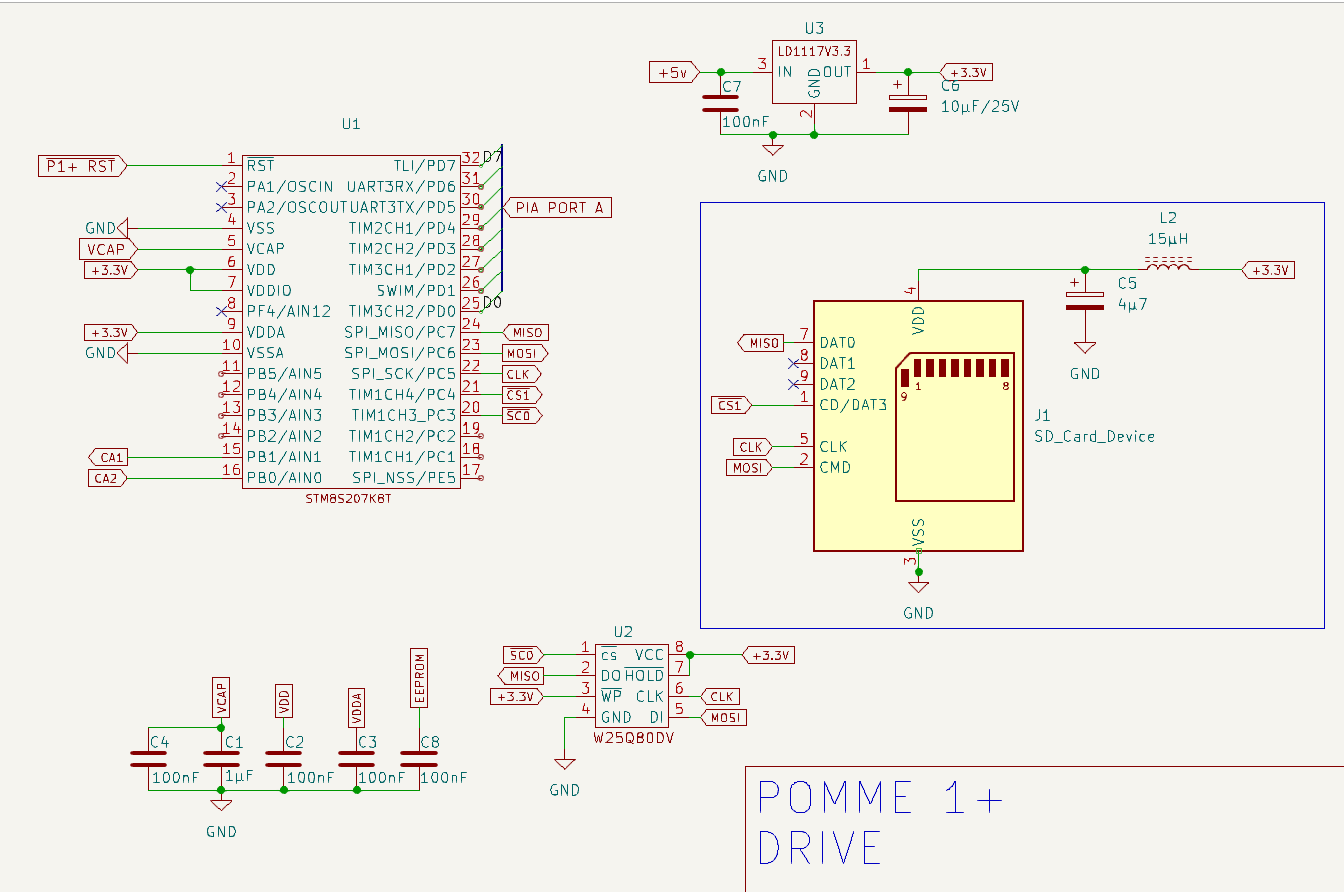 U3
LD1117V3.3
+5v 3 IN OUT 1 +3.3V
GND
2
C7
100nF
C6
10µF/25V
GND
U1
P1+ RST 1 RST TLI/PD7 32 D7
2 PA1/OSCIN UART3RX/PD6 31
3 PA2/OSCOUT UART3TX/PD5 30 PIA PORT A
GND 4 VSS TIM2CH1/PD4 29
VCAP 5 VCAP TIM2CH2/PD3 28
+3.3V 6 VDD TIM3CH1/PD2 27
7 VDDIO SWIM/PD1 26
8 PF4/AIN12 TIM3CH2/PD0 25 D0
+3.3V 9 VDDA SPI_MISO/PC7 24 MISO
GND 10 VSSA SPI_MOSI/PC6 23 MOSI
11 PB5/AIN5 SPI_SCK/PC5 22 CLK
12 PB4/AIN4 TIM1CH4/PC4 21 CS1
13 PB3/AIN3 TIM1CH3_PC3 20 SC0
14 PB2/AIN2 TIM1CH2/PC2 19
CA1 15 PB1/AIN1 TIM1CH1/PC1 18
CA2 16 PB0/AIN0 SPI_NSS/PE5 17
STM8S207K8T
L2
15µH
+3.3V
C5
4µ7
GND
4
VDD
MISO 7 DAT0
8 DAT1
9 DAT2
CS1 1 CD/DAT3
CLK 5 CLK
MOSI 2 CMD
9 1 8
J1
SD_Card_Device
VSS
3
GND
U2
SC0 1 cs VCC 8 +3.3V
MISO 2 DO HOLD 7
+3.3V 3 WP CLK 6 CLK
4 GND DI 5 MOSI
W25Q80DV
GND
VCAP VDD VDDA EEPROM
C4 C1 C2 C3 C8
100nF 1µF 100nF 100nF 100nF
GND
POMME 1+
DRIVE